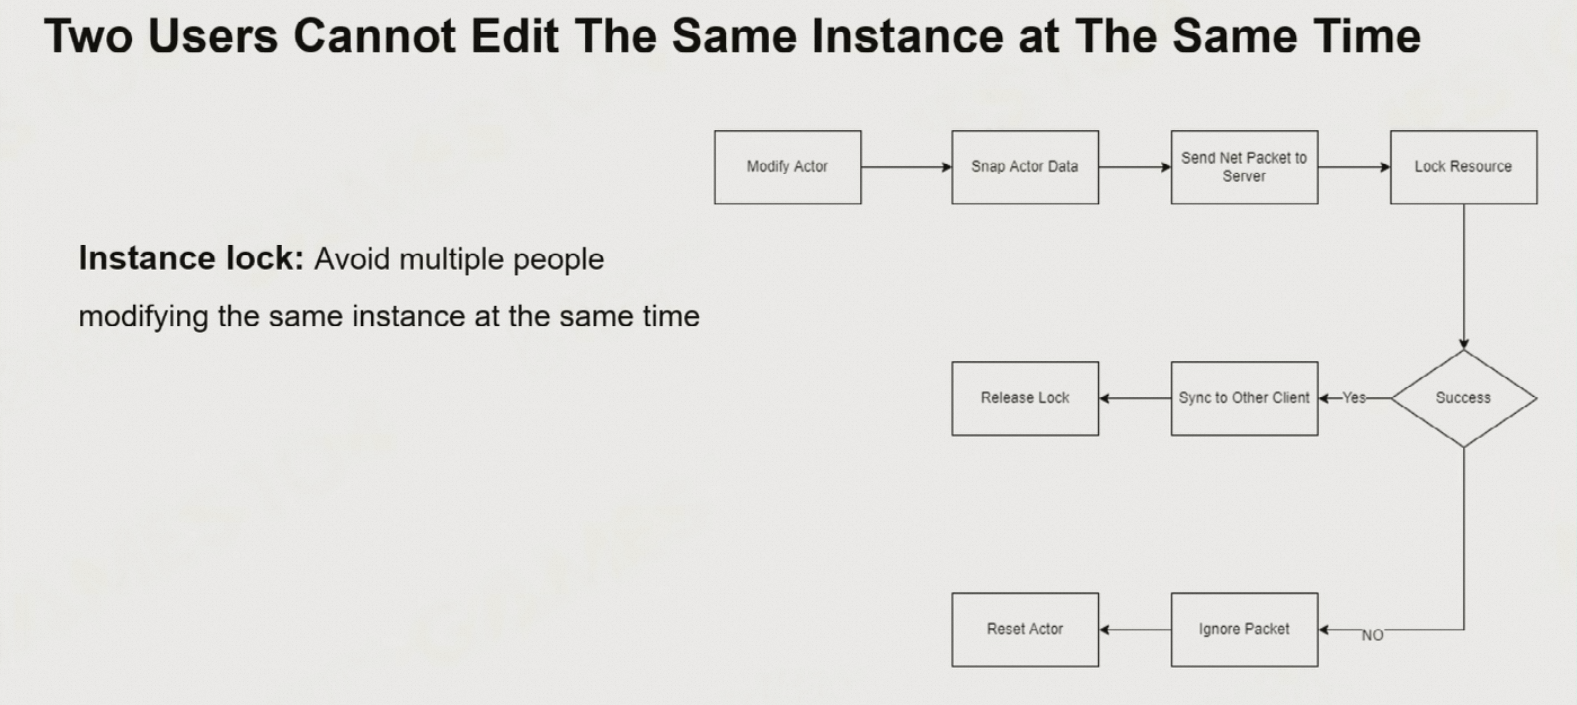 Two Users Cannot Edit The Same Instance at The Same Time
Modify Actor
Snap Actor Data
Send Net Packet to
Server
Lock Resource
Instance lock: Avoid multiple people
modifying the same instance at the same time
Release Lock
Sync to Other Client
Yes
Success
Reset Actor
Ignore Packet
NO